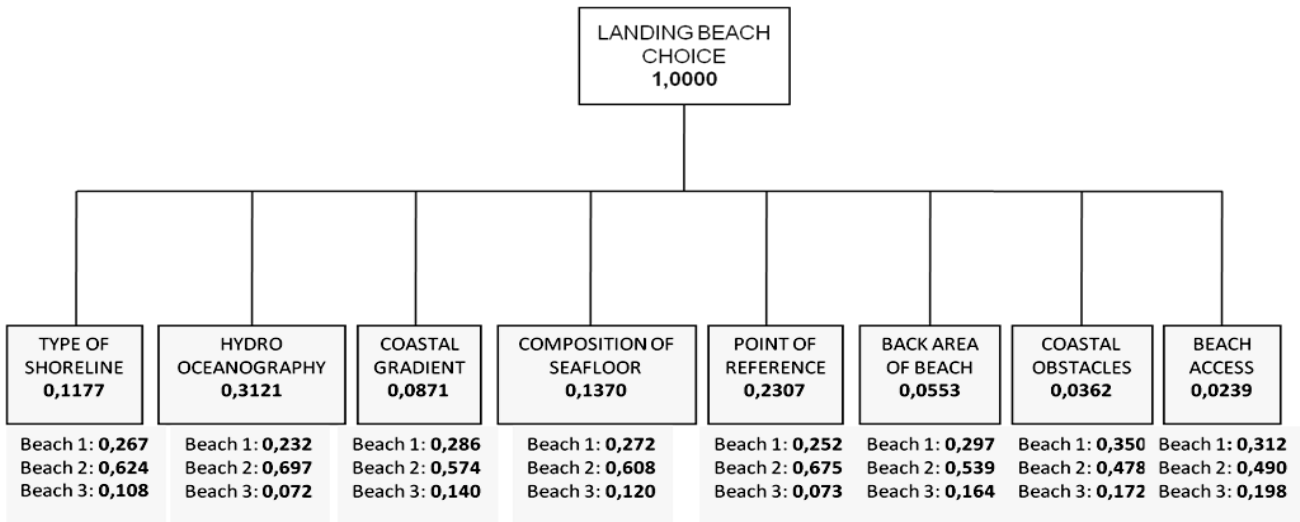 LANDING BEACH
CHOICE
1,0000
TYPE OF
SHORELINE
0,1177
Beach 1: 0,267
Beach 2: 0,624
Beach 3: 0,108
HYDRO
OCEANOGRAPHY
0,3121
Beach 1: 0,232
Beach 2: 0,697
Beach 3: 0,072
COASTAL
GRADIENT
0,0871
Beach 1: 0,286
Beach 2: 0,574
Beach 3: 0,140
COMPOSITION OF
SEAFLOOR
0,1370
Beach 1: 0,272
Beach 2: 0,608
Beach 3: 0,120
POINT OF
REFERENCE
0,2307
Beach 1: 0,252
Beach 2: 0,675
Beach 3: 0,073
BACK AREA
OF BEACH
0,0553
Beach 1: 0,297
Beach 2: 0,539
Beach 3: 0,164
COASTAL
OBSTACLES
0,0362
Beach 1: 0,350
Beach 2: 0,478
Beach 3: 0,172
BEACH
ACCESS
0,0239
Beach 1: 0,312
Beach 2: 0,490
Beach 3: 0,198